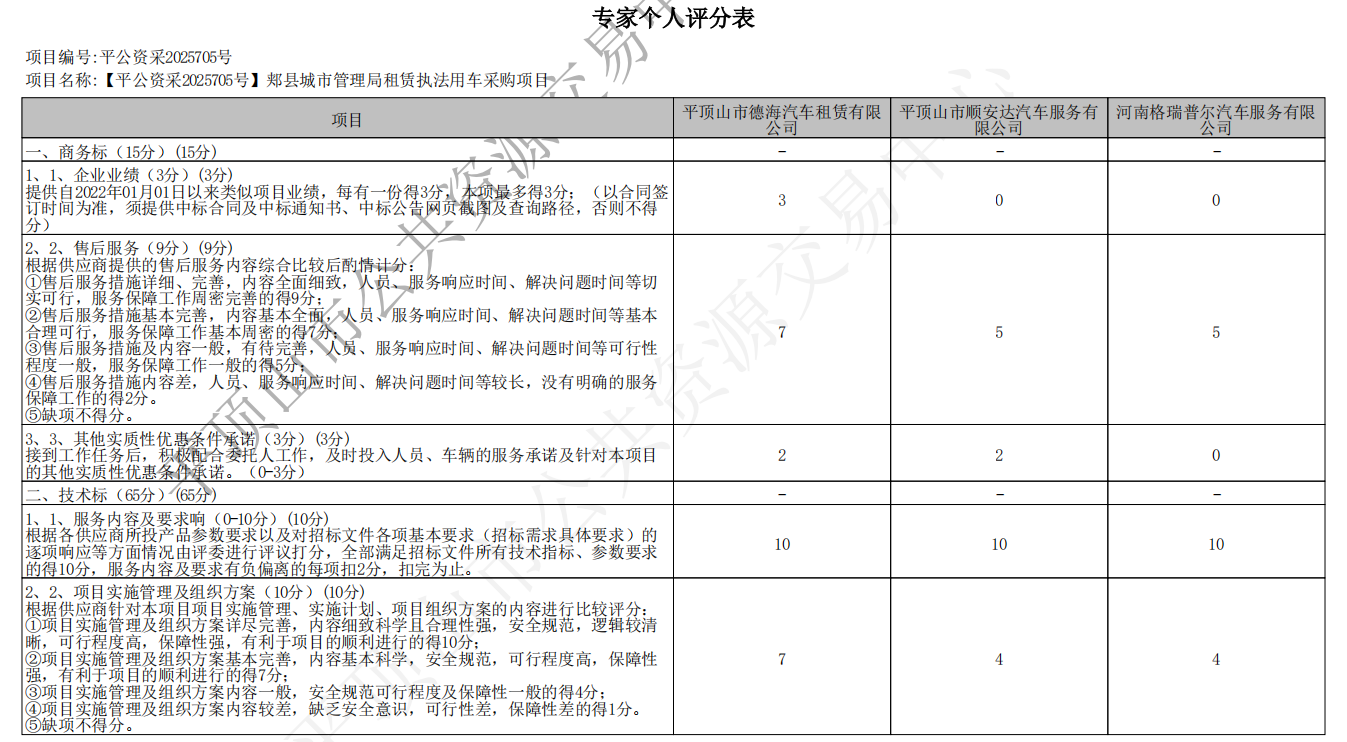 专家个人评分表
项目编号:平公资采2025705号
项目名称:【平公资采2025705号】郏县城市管理局租赁执法用车采购项目
项目
平顶山市德海汽车租赁有限
公司
平顶山市顺安达汽车服务有
限公司
河南格瑞普尔汽车服务有限
公司
一、商务标（15分）(15分)
-
-
-
1、1、企业业绩（3分）(3分)
提供自2022年01月01日以来类似项目业绩，每有一份得3分，本项最多得3分；（以合同签
订时间为准，须提供中标合同及中标通知书、中标公告网页截图及查询路径，否则不得
分）
3
0
0
2、2、售后服务（9分）(9分)
根据供应商提供的售后服务内容综合比较后酌情计分：
①售后服务措施详细、完善，内容全面细致，人员、服务响应时间、解决问题时间等切
实可行，服务保障工作周密完善的得9分；
②售后服务措施基本完善，内容基本全面，人员、服务响应时间、解决问题时间等基本
合理可行，服务保障工作基本周密的得7分；
③售后服务措施及内容一般，有待完善，人员、服务响应时间、解决问题时间等可行性
程度一般，服务保障工作一般的得5分；
④售后服务措施内容差，人员、服务响应时间、解决问题时间等较长，没有明确的服务
保障工作的得2分。
⑤缺项不得分。
7
5
5
3、3、其他实质性优惠条件承诺（3分）(3分)
接到工作任务后，积极配合委托人工作，及时投入人员、车辆的服务承诺及针对本项目
的其他实质性优惠条件承诺。（0-3分）
2
2
0
二、技术标（65分）(65分)
-
-
-
1、1、服务内容及要求响（0-10分）(10分)
根据各供应商所投产品参数要求以及对招标文件各项基本要求（招标需求具体要求）的
逐项响应等方面情况由评委进行评议打分，全部满足招标文件所有技术指标、参数要求
的得10分，服务内容及要求有负偏离的每项扣2分，扣完为止。
10
10
10
2、2、项目实施管理及组织方案（10分）(10分)
根据供应商针对本项目项目实施管理、实施计划、项目组织方案的内容进行比较评分；
①项目实施管理及组织方案详尽完善，内容细致科学且合理性强，安全规范，逻辑较清
晰，可行程度高，保障性强，有利于项目的顺利进行的得10分；
②项目实施管理及组织方案基本完善，内容基本科学，安全规范，可行程度高，保障性
强，有利于项目的顺利进行的得7分；
③项目实施管理及组织方案内容一般，安全规范可行程度及保障性一般的得4分；
④项目实施管理及组织方案内容较差，缺乏安全意识，可行性差，保障性差的得1分。
⑤缺项不得分。
7
4
4
平顶山市公共资源交易中
平顶山市公共资源交易中心